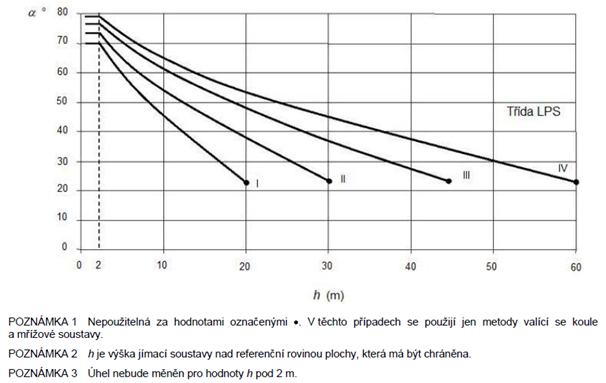 α °
80
70
60
50
40
30
20
10
0
Třída LPS
I
II
III
IV
0 2 10 20 30 40 50 60
h (m)
POZNÁMKA 1 Nepoužitelná za hodnotami označenými •. V těchto případech se použijí jen metody valící se koule
a mřížové soustavy.
POZNÁMKA 2 h je výška jímací soustavy nad referenční rovinou plochy, která má být chráněna.
POZNÁMKA 3 Úhel nebude měněn pro hodnoty h pod 2 m.